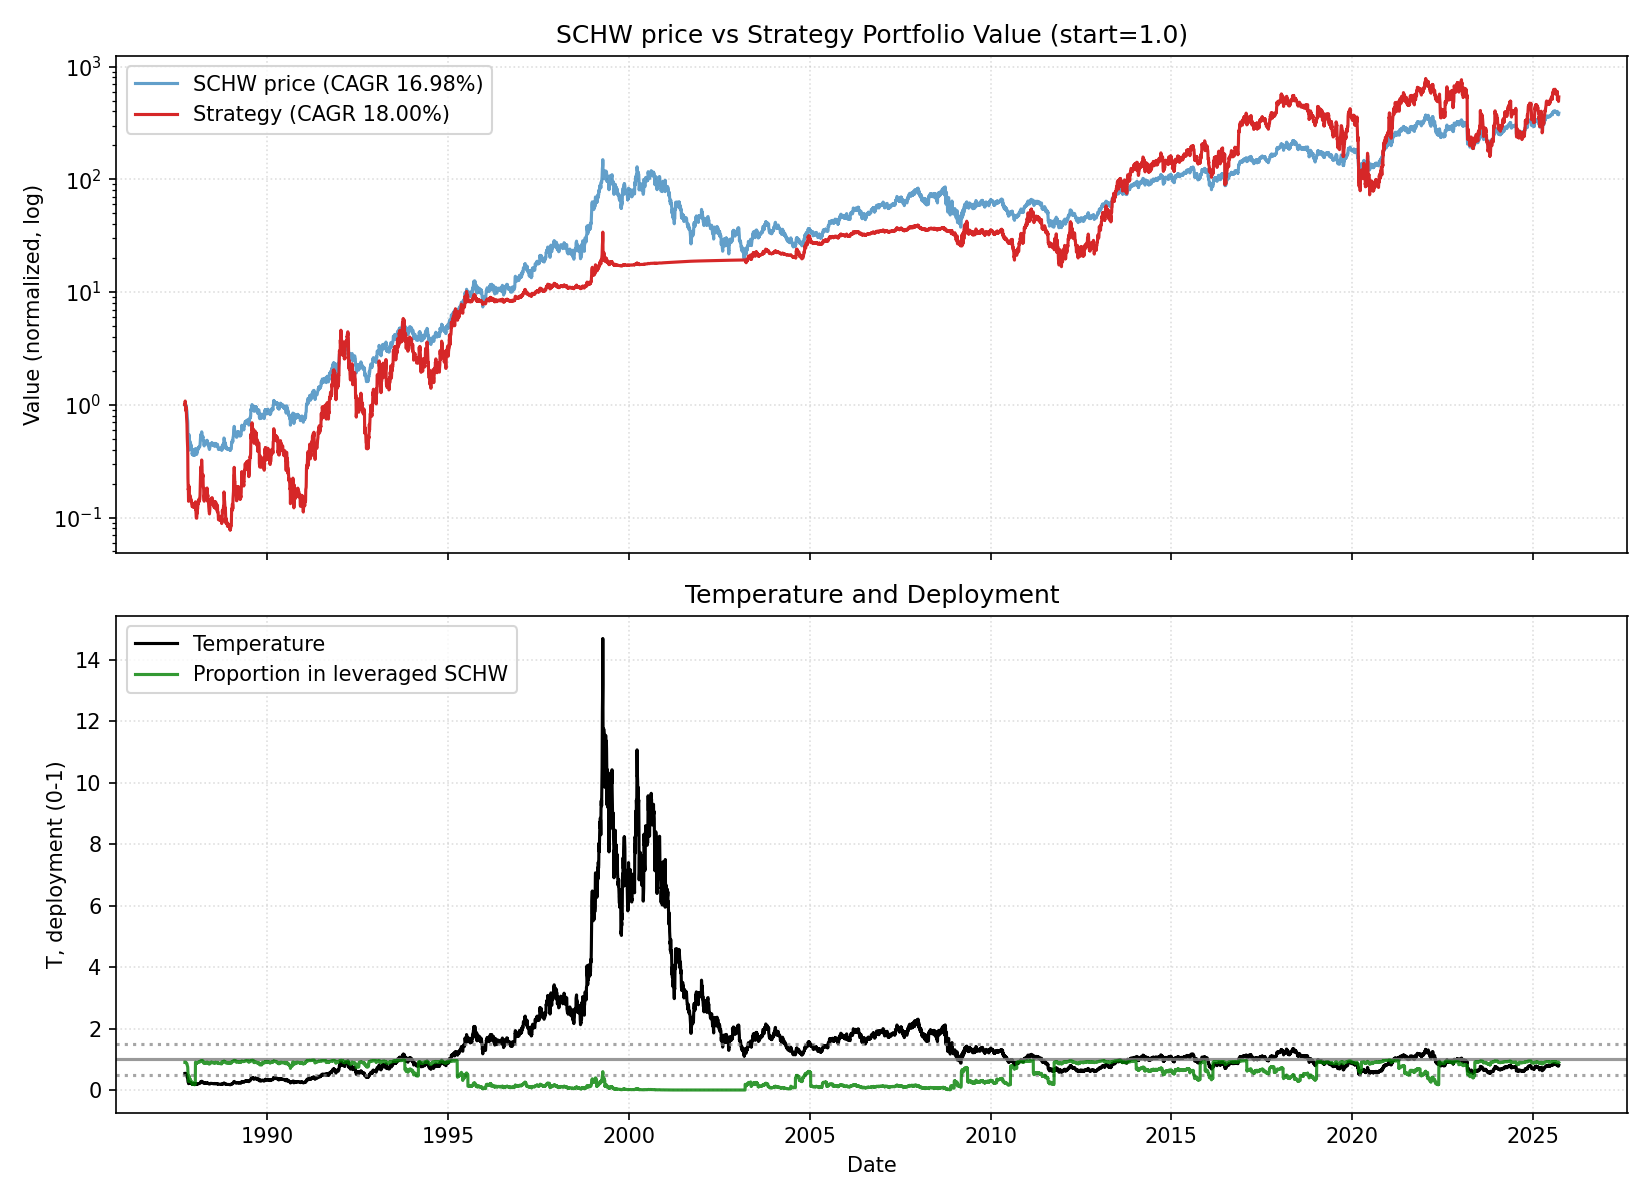 SCHW price vs Strategy Portfolio Value (start=1.0)
SCHW price (CAGR 16.98%)
Strategy (CAGR 18.00%)
Value (normalized, log)
10³
10²
10¹
10⁰
10⁻¹
Temperature and Deployment
Temperature
Proportion in leveraged SCHW
T, deployment (0-1)
14
12
10
8
6
4
2
0
1990 1995 2000 2005 2010 2015 2020 2025
Date